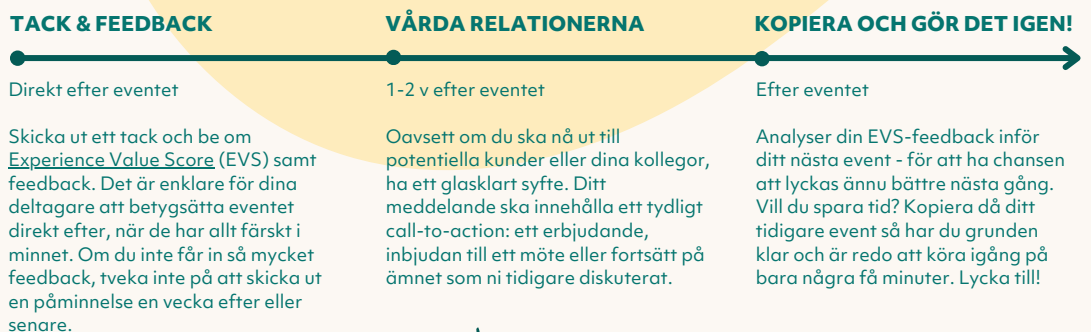 TACK & FEEDBACK
Direkt efter eventet
Skicka ut ett tack och be om
Experience Value Score (EVS) samt
feedback. Det är enklare för dina
deltagare att betygsätta eventet
direkt efter, när de har allt färskt i
minnet. Om du inte får in så mycket
feedback, tveka inte på att skicka ut
en påminnelse en vecka efter eller
senare.
VÅRDA RELATIONERNA
1-2 v efter eventet
Oavsett om du ska nå ut till
potentiella kunder eller dina kollegor,
ha ett glasklart syfte. Ditt
meddelande ska innehålla ett tydligt
call-to-action: ett erbjudande,
inbjudan till ett möte eller fortsätt på
ämnet som ni tidigare diskuterat.
KOPIERA OCH GÖR DET IGEN!
Efter eventet
Analyser din EVS-feedback inför
ditt nästa event - för att ha chansen
att lyckas ännu bättre nästa gång.
Vill du spara tid? Kopiera då ditt
tidigare event så har du grunden
klar och är redo att köra igång på
bara några få minuter. Lycka till!